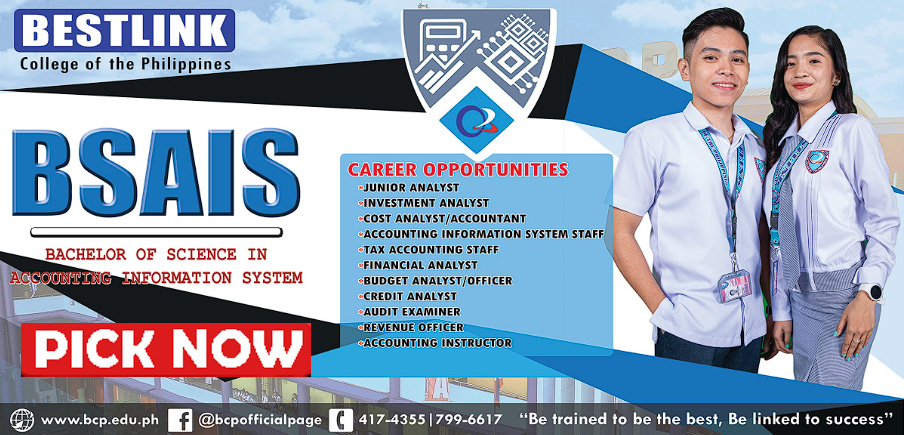 BESTLINK
College of the Philippines
BSAIS
BACHELOR OF SCIENCE IN
ACCOUNTING INFORMATION SYSTEM
PICK NOW
CAREER OPPORTUNITIES
•JUNIOR ANALYST
•INVESTMENT ANALYST
•COST ANALYST/ACCOUNTANT
•ACCOUNTING INFORMATION SYSTEM STAFF
•TAX ACCOUNTING STAFF
•FINANCIAL ANALYST
•BUDGET ANALYST/OFFICER
•CREDIT ANALYST
•AUDIT EXAMINER
•REVENUE OFFICER
•ACCOUNTING INSTRUCTOR
www.bcp.edu.ph f @bcpofficialpage 417-4355|799-6617 “Be trained to be the best, Be linked to success”